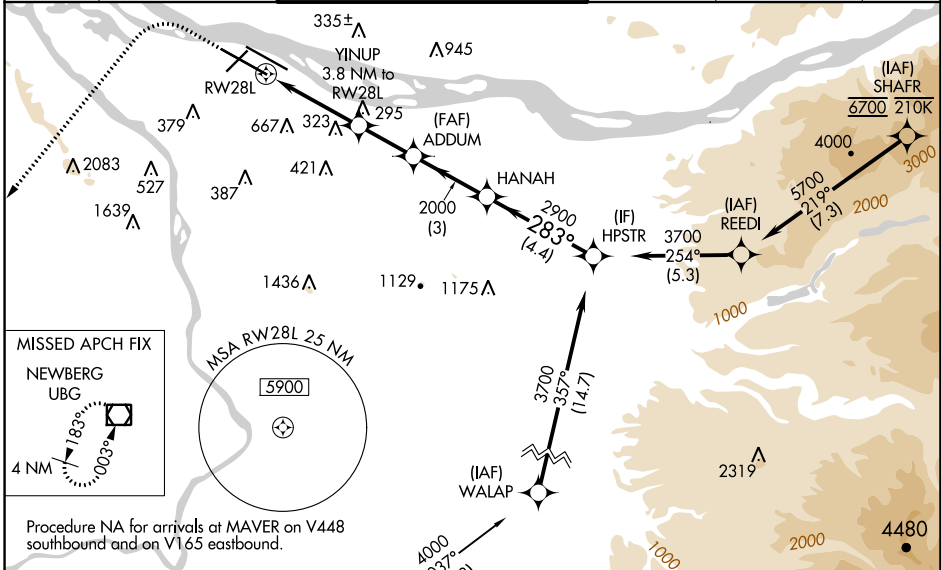 335±
945
YINUP
3.8 NM to
RW28L
RW28L
295
(IAF)
SHAFR
6700 210K
379
667
323
(FAF)
ADDUM
4000
3000
2083
527
387
421
HANAH
5700
219°
(7.3)
2000
1639
2000
(3)
2900
283°
(4.4)
(IF)
HPSTR
(IAF)
REEDI
3700
254°
(5.3)
1436
1129
1175
1000
MISSED APCH FIX
NEWBERG
UBG
183°
003°
4 NM
MSA RW28L 25 NM
5900
3700
357°
(14.7)
(IAF)
WALAP
2319
Procedure NA for arrivals at MAVER on V448
southbound and on V165 eastbound.
4000
1000
2000
4480